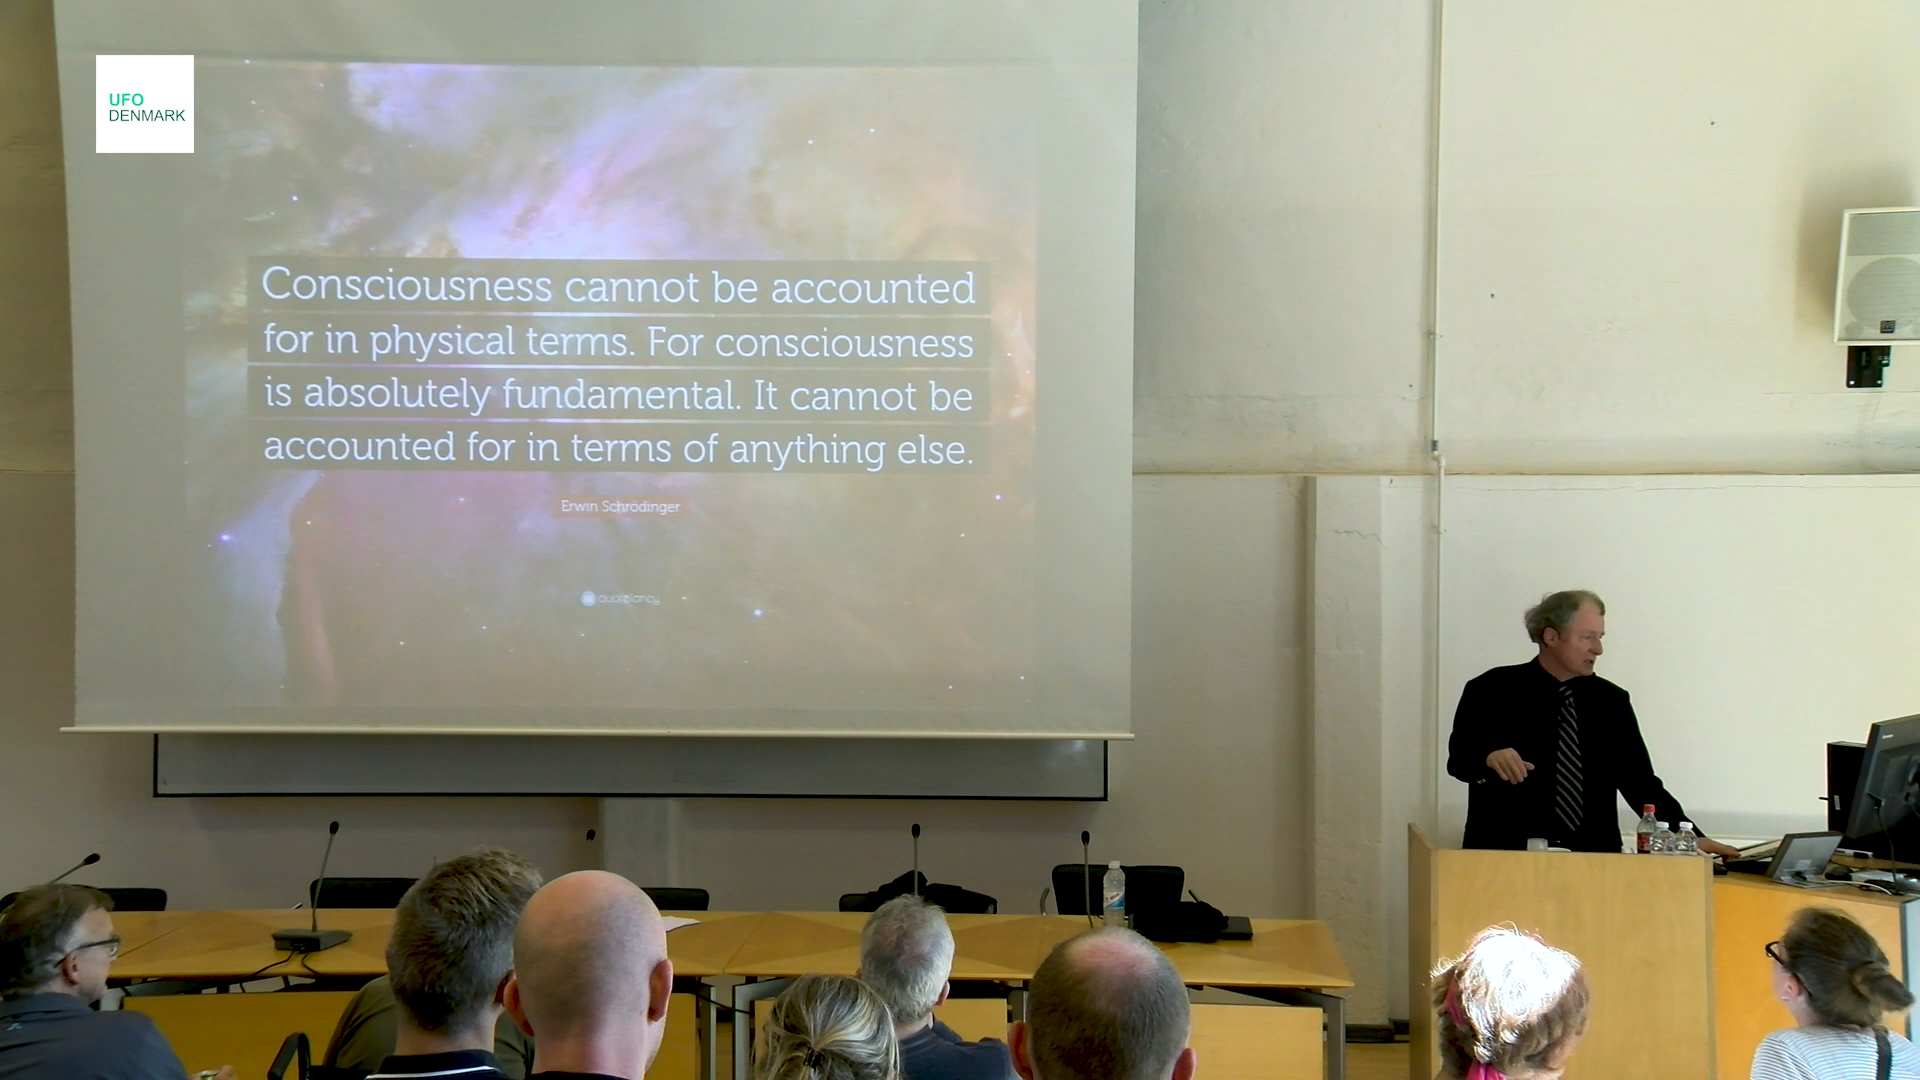 UFO
DENMARK
Consciousness cannot be accounted
for in physical terms. For consciousness
is absolutely fundamental. It cannot be
accounted for in terms of anything else.
Erwin Schrödinger